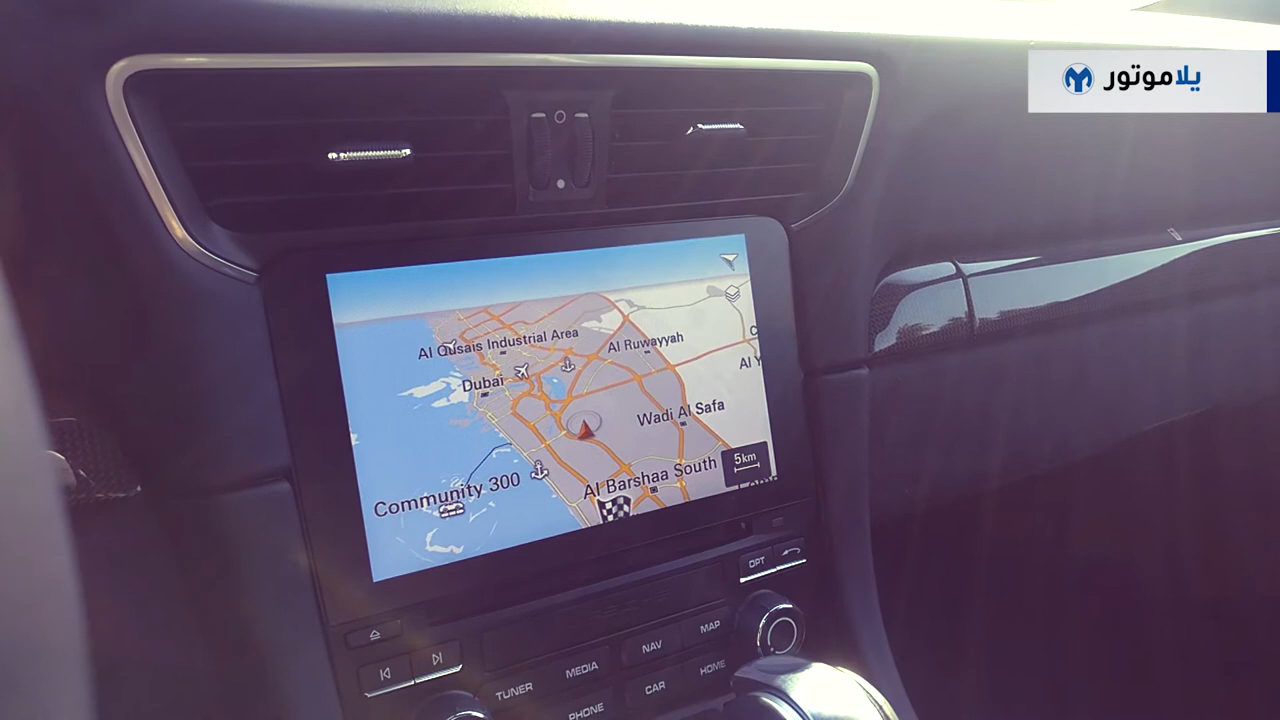 يلاموتور
Al Qusais Industrial Area
Al Ruwayyah
Dubai
Al Y
Wadi Al Safa
Community 300
Al Barshaa South
5km
OPT
TUNER
MEDIA
NAV
MAP
PHONE
CAR
HOME